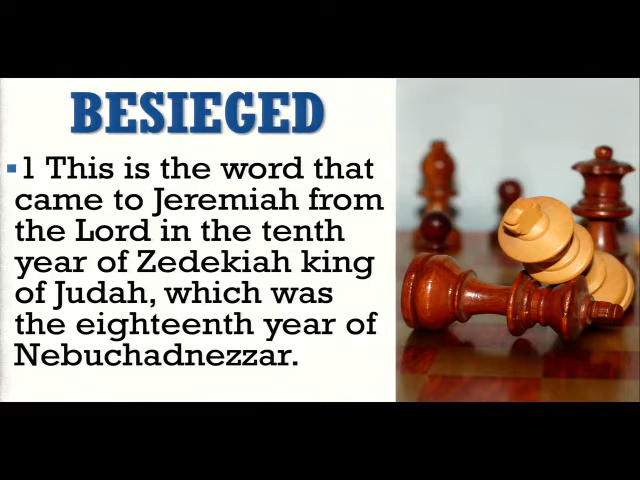 BESIEGED
▪1 This is the word that
came to Jeremiah from
the Lord in the tenth
year of Zedekiah king
of Judah, which was
the eighteenth year of
Nebuchadnezzar.